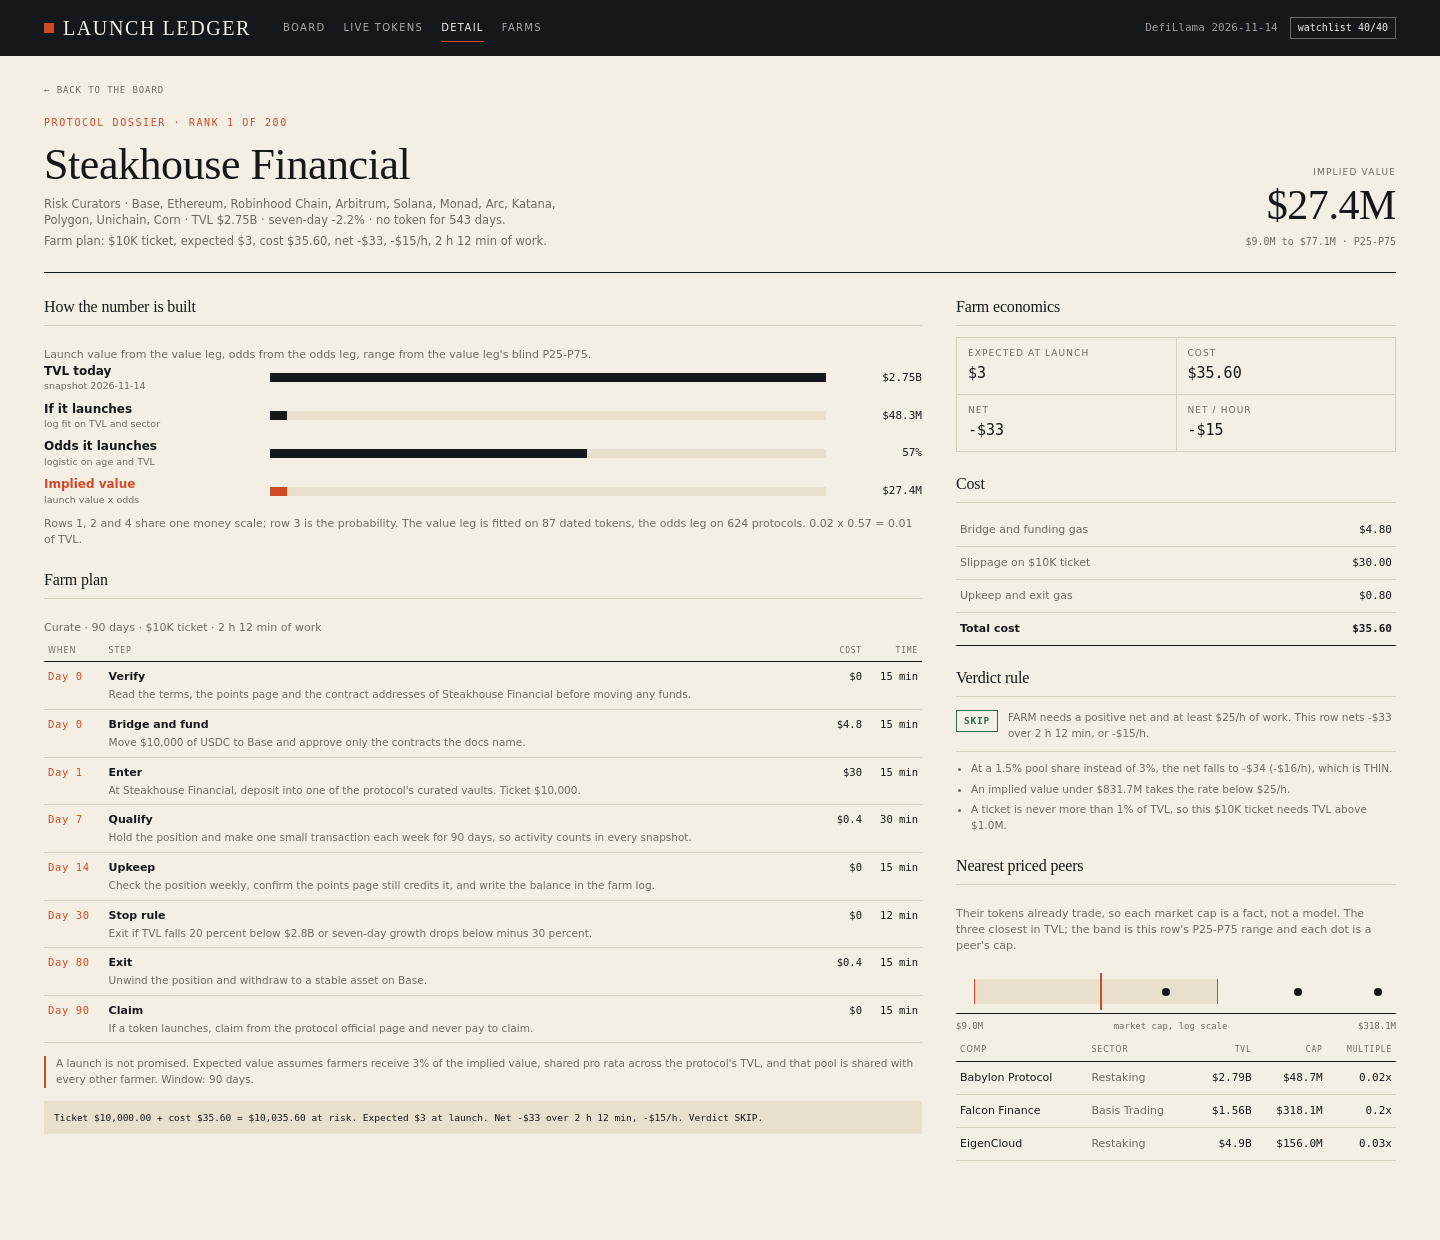 LAUNCH LEDGER
BOARD LIVE TOKENS DETAIL FARMS
DefiLlama 2026-11-14 watchlist 40/40
← BACK TO THE BOARD
PROTOCOL DOSSIER · RANK 1 OF 200
Steakhouse Financial
Risk Curators · Base, Ethereum, Robinhood Chain, Arbitrum, Solana, Monad, Arc, Katana,
Polygon, Unichain, Corn · TVL $2.75B · seven-day -2.2% · no token for 543 days.
Farm plan: $10K ticket, expected $3, cost $35.60, net -$33, -$15/h, 2 h 12 min of work.
IMPLIED VALUE
$27.4M
$9.0M to $77.1M · P25-P75
How the number is built
Launch value from the value leg, odds from the odds leg, range from the value leg's blind P25-P75.
TVL today
snapshot 2026-11-14
$2.75B
If it launches
log fit on TVL and sector
$48.3M
Odds it launches
logistic on age and TVL
57%
Implied value
launch value x odds
$27.4M
Rows 1, 2 and 4 share one money scale; row 3 is the probability. The value leg is fitted on 87 dated tokens, the odds leg on 624 protocols. 0.02 x 0.57 = 0.01
of TVL.
Farm plan
Curate · 90 days · $10K ticket · 2 h 12 min of work
WHEN STEP COST TIME
Day 0 Verify $0 15 min
Read the terms, the points page and the contract addresses of Steakhouse Financial before moving any funds.
Day 0 Bridge and fund $4.8 15 min
Move $10,000 of USDC to Base and approve only the contracts the docs name.
Day 1 Enter $30 15 min
At Steakhouse Financial, deposit into one of the protocol's curated vaults. Ticket $10,000.
Day 7 Qualify $0.4 30 min
Hold the position and make one small transaction each week for 90 days, so activity counts in every snapshot.
Day 14 Upkeep $0 15 min
Check the position weekly, confirm the points page still credits it, and write the balance in the farm log.
Day 30 Stop rule $0 12 min
Exit if TVL falls 20 percent below $2.8B or seven-day growth drops below minus 30 percent.
Day 80 Exit $0.4 15 min
Unwind the position and withdraw to a stable asset on Base.
Day 90 Claim $0 15 min
If a token launches, claim from the protocol official page and never pay to claim.
A launch is not promised. Expected value assumes farmers receive 3% of the implied value, shared pro rata across the protocol's TVL, and that pool is shared with
every other farmer. Window: 90 days.
Ticket $10,000.00 + cost $35.60 = $10,035.60 at risk. Expected $3 at launch. Net -$33 over 2 h 12 min, -$15/h. Verdict SKIP.
Farm economics
EXPECTED AT LAUNCH COST
$3 $35.60
NET NET / HOUR
-$33 -$15
Cost
Bridge and funding gas $4.80
Slippage on $10K ticket $30.00
Upkeep and exit gas $0.80
Total cost $35.60
Verdict rule
SKIP FARM needs a positive net and at least $25/h of work. This row nets -$33
over 2 h 12 min, or -$15/h.
• At a 1.5% pool share instead of 3%, the net falls to -$34 (-$16/h), which is THIN.
• An implied value under $831.7M takes the rate below $25/h.
• A ticket is never more than 1% of TVL, so this $10K ticket needs TVL above
$1.0M.
Nearest priced peers
Their tokens already trade, so each market cap is a fact, not a model. The
three closest in TVL; the band is this row's P25-P75 range and each dot is a
peer's cap.
$9.0M market cap, log scale $318.1M
COMP SECTOR TVL CAP MULTIPLE
Babylon Protocol Restaking $2.79B $48.7M 0.02x
Falcon Finance Basis Trading $1.56B $318.1M 0.2x
EigenCloud Restaking $4.9B $156.0M 0.03x